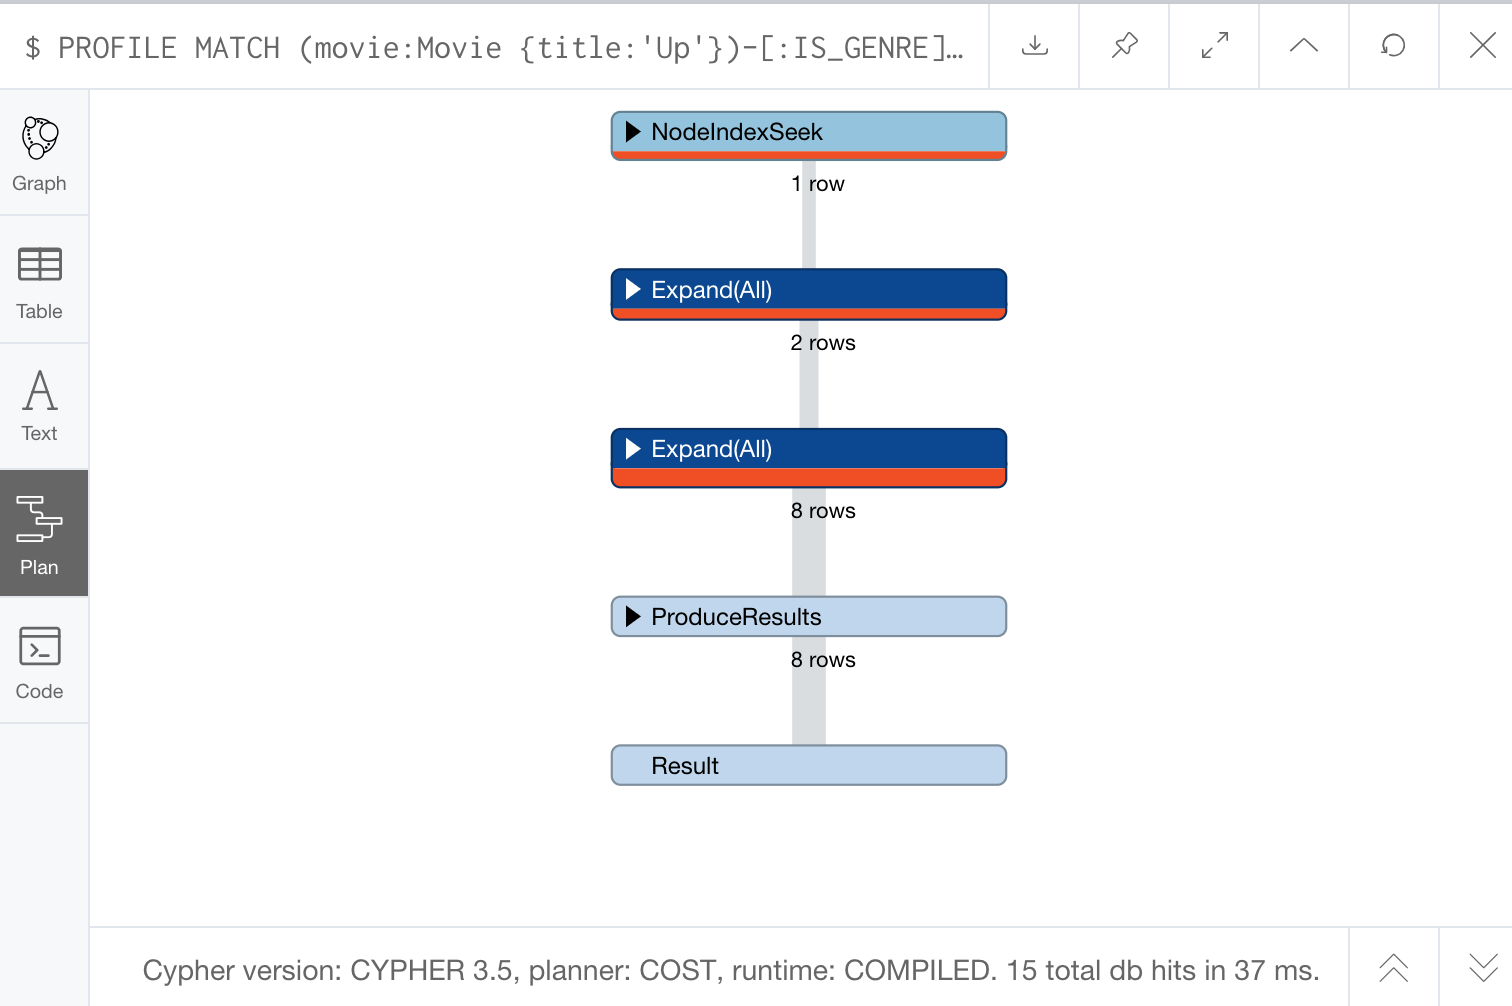 $ PROFILE MATCH (movie:Movie {title:'Up'})-[:IS_GENRE]…
Graph
Table
Text
Plan
Code
NodeIndexSeek
1 row
Expand(All)
2 rows
Expand(All)
8 rows
ProduceResults
8 rows
Result
Cypher version: CYPHER 3.5, planner: COST, runtime: COMPILED. 15 total db hits in 37 ms.